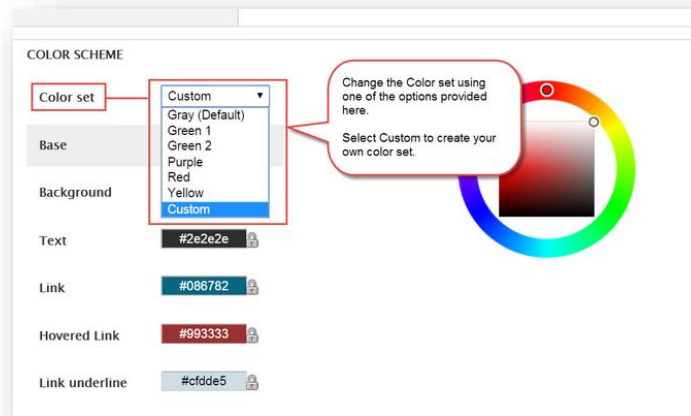 COLOR SCHEME
Color set
Custom
Gray (Default)
Green 1
Green 2
Purple
Red
Yellow
Custom
Change the Color set using
one of the options provided
here.
Select Custom to create your
own color set.
Base
Background
Text
#2e2e2e
Link
#086782
Hovered Link
#993333
Link underline
#cfdde5